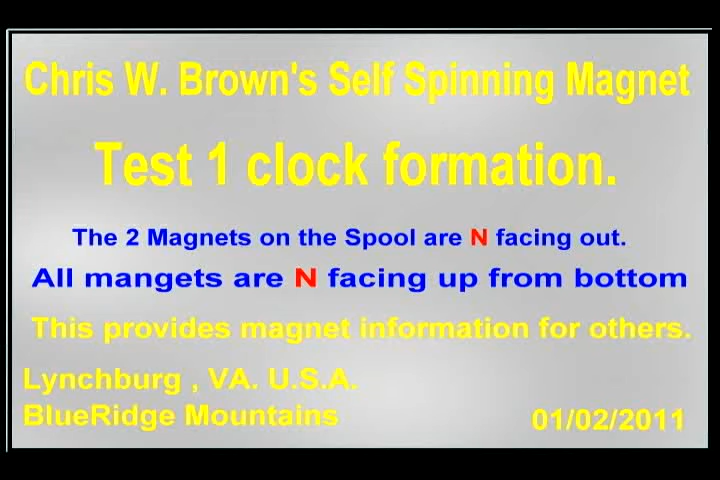 Chris W. Brown's Self Spinning Magnet
Test 1 clock formation.
The 2 Magnets on the Spool are N facing out.
All mangets are N facing up from bottom
This provides magnet information for others.
Lynchburg , VA. U.S.A.
BlueRidge Mountains
01/02/2011